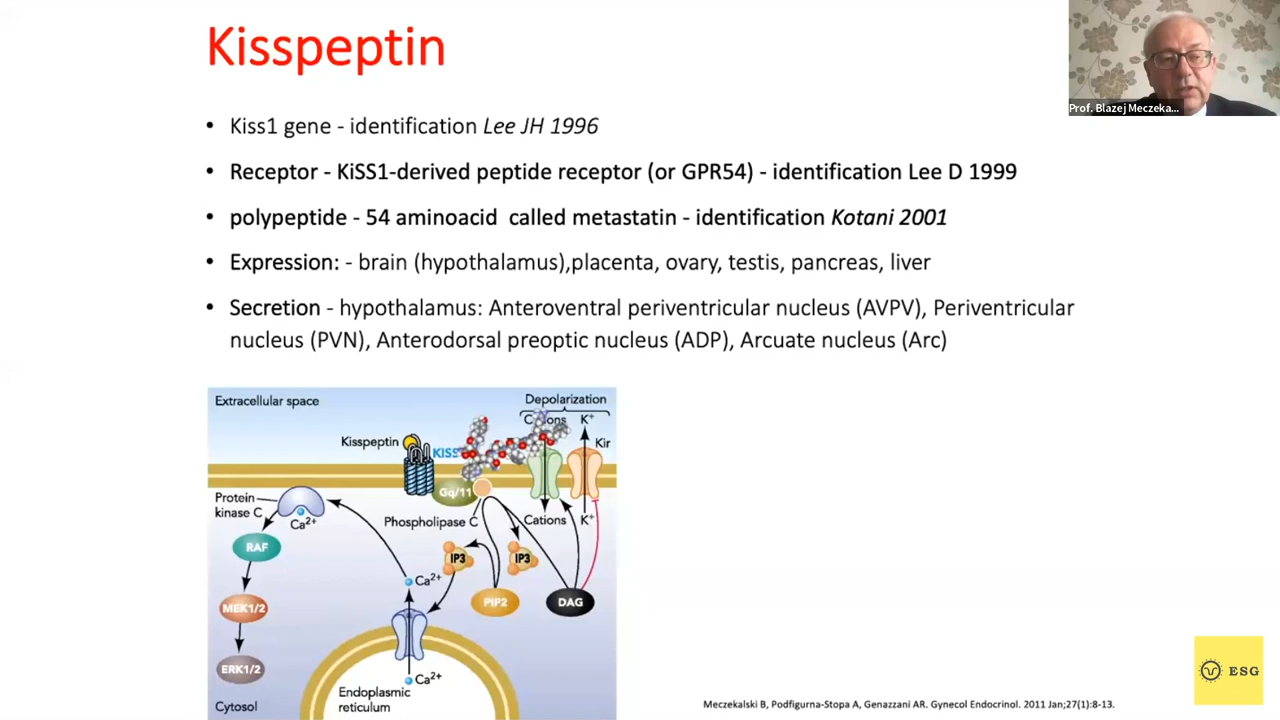 Kisspeptin
Prof. Blazej Meczeka...
• Kiss1 gene - identification Lee JH 1996
• Receptor - KiSS1-derived peptide receptor (or GPR54) - identification Lee D 1999
• polypeptide - 54 aminoacid called metastatin - identification Kotani 2001
• Expression: - brain (hypothalamus),placenta, ovary, testis, pancreas, liver
• Secretion - hypothalamus: Anteroventral periventricular nucleus (AVPV), Periventricular
nucleus (PVN), Anterodorsal preoptic nucleus (ADP), Arcuate nucleus (Arc)
Extracellular space
Depolarization
K⁺
Kisspeptin
Kir
Gq/11
Protein
kinase C
Ca²⁺
Phospholipase C
Cations
K⁺
RAF
IP3
IP3
Ca²⁺
MEK1/2
PIP2
DAG
ERK1/2
Ca²⁺
Endoplasmic
reticulum
Cytosol
ESG
Meczekalski B, Podfigurna-Stopa A, Genazzani AR. Gynecol Endocrinol. 2011 Jan;27(1):8-13.